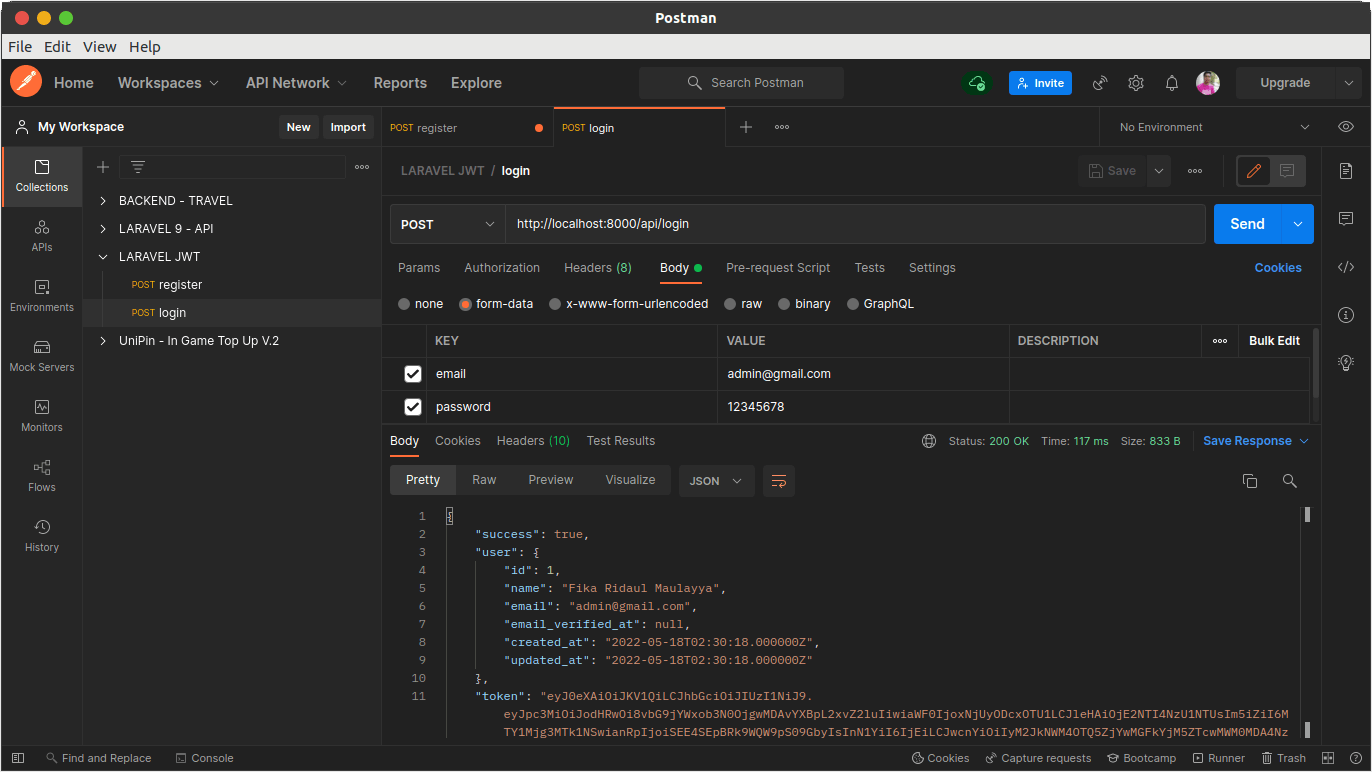 Postman
File Edit View Help
Home Workspaces API Network Reports Explore Search Postman Invite Upgrade
My Workspace New Import POST register POST login No Environment
Collections
APIs
Environments
Mock Servers
Monitors
Flows
History
BACKEND - TRAVEL
LARAVEL 9 - API
LARAVEL JWT
POST register
POST login
UniPin - In Game Top Up V.2
LARAVEL JWT / login Save
POST http://localhost:8000/api/login Send
Params Authorization Headers (8) Body Pre-request Script Tests Settings Cookies
none form-data x-www-form-urlencoded raw binary GraphQL
KEY VALUE DESCRIPTION Bulk Edit
email admin@gmail.com
password 12345678
Body Cookies Headers (10) Test Results Status: 200 OK Time: 117 ms Size: 833 B Save Response
Pretty Raw Preview Visualize JSON
1 {
2 "success": true,
3 "user": {
4 "id": 1,
5 "name": "Fika Ridaul Maulayya",
6 "email": "admin@gmail.com",
7 "email_verified_at": null,
8 "created_at": "2022-05-18T02:30:18.000000Z",
9 "updated_at": "2022-05-18T02:30:18.000000Z"
10 },
11 "token": "eyJ0eXAiOiJKV1QiLCJhbGciOiJIUzI1NiJ9.
eyJpc3MiOiJodHRwOi8vbG9jYWxob3N0OjgwMDAvYXBpL2xvZ2luIiwiaWF0IjoxNjUyODcxOTU1LCJleHAiOjE2NTI4NzU1NTUsIm5iZiI6M
TY1Mjg3MTk1NSwianRpIjoiSEE4SEpBRk9WQW9pS09GbyIsInN1YiI6IjEiLCJwcnYiOiIyM2JkNWM4OTQ5ZjYwMGFkYjM5ZTcwMWM0MDA4Nz
Find and Replace Console Cookies Capture requests Bootcamp Runner Trash